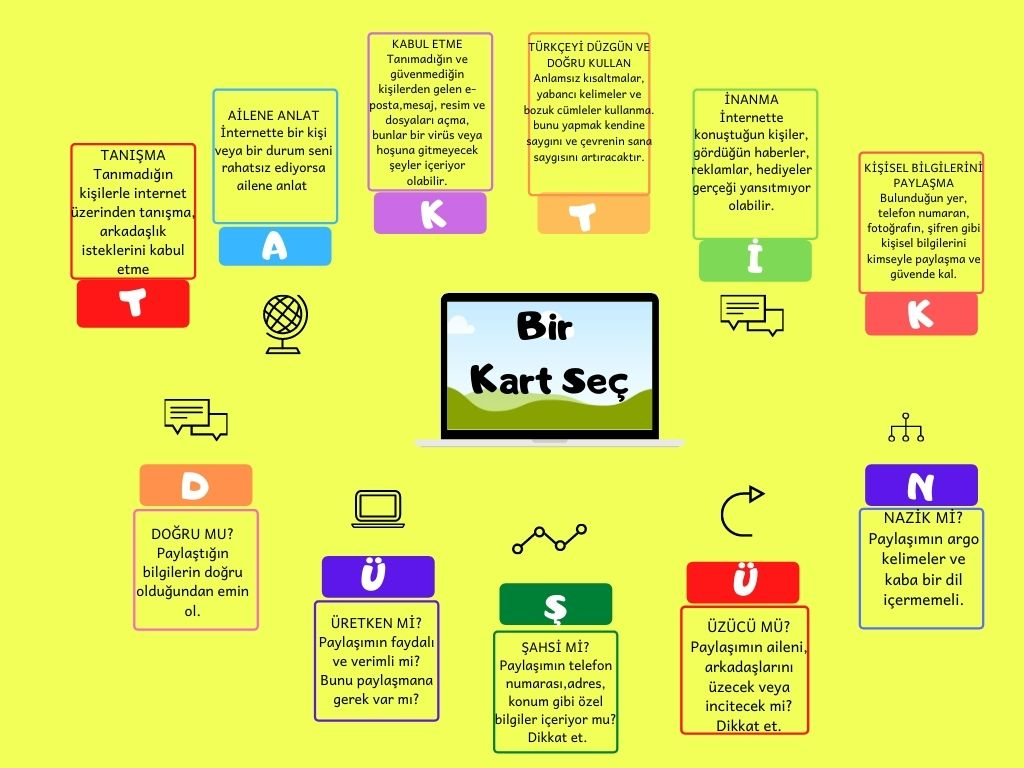 TANIŞMA
Tanımadığın
kişilerle internet
üzerinden tanışma,
arkadaşlık
isteklerini kabul
etme
T
AİLENE ANLAT
İnternette bir kişi
veya bir durum seni
rahatsız ediyorsa
ailene anlat
A
KABUL ETME
Tanımadığın ve
güvenmediğin
kişilerden gelen e-
posta,mesaj, resim ve
dosyaları açma,
bunlar bir virüs veya
hoşuna gitmeyecek
şeyler içeriyor
olabilir.
K
TÜRKÇEYİ DÜZGÜN VE
DOĞRU KULLAN
Anlamsız kısaltmalar,
yabancı kelimeler ve
bozuk cümleler kullanma.
bunu yapmak kendine
saygını ve çevrenin sana
saygısını artıracaktır.
T
İNANMA
İnternette
konuştuğun kişiler,
gördüğün haberler,
reklamlar, hediyeler
gerçeği yansıtmıyor
olabilir.
İ
KİŞİSEL BİLGİLERİNİ
PAYLAŞMA
Bulunduğun yer,
telefon numaran,
fotoğrafın, şifren gibi
kişisel bilgilerini
kimseyle paylaşma ve
güvende kal.
K
Bir
Kart Seç
D
DOĞRU MU?
Paylaştığın
bilgilerin doğru
olduğundan emin
ol.
Ü
ÜRETKEN Mİ?
Paylaşımın faydalı
ve verimli mi?
Bunu paylaşmana
gerek var mı?
Ş
ŞAHSİ Mİ?
Paylaşımın telefon
numarası,adres,
konum gibi özel
bilgiler içeriyor mu?
Dikkat et.
Ü
ÜZÜCÜ MÜ?
Paylaşımın aileni,
arkadaşlarını
üzecek veya
incitecek mi?
Dikkat et.
N
NAZİK Mİ?
Paylaşımın argo
kelimeler ve
kaba bir dil
içermemeli.